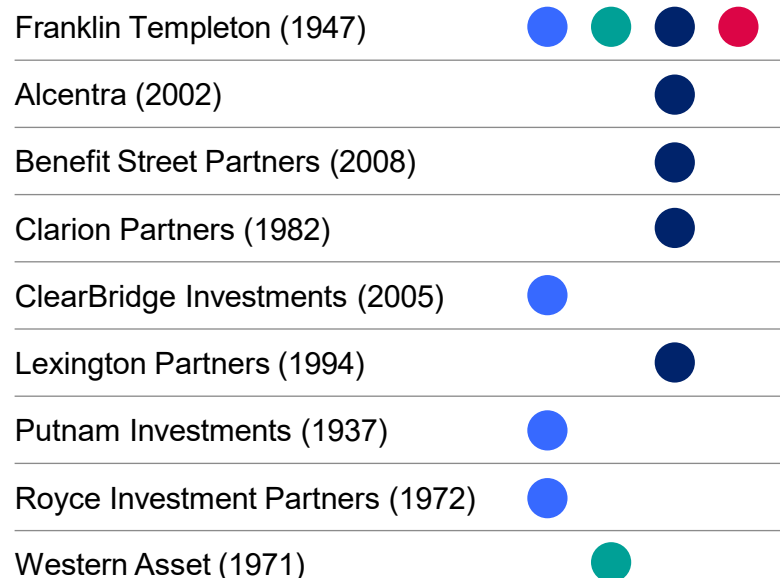 Franklin Templeton (1947)
Alcentra (2002)
Benefit Street Partners (2008)
Clarion Partners (1982)
ClearBridge Investments (2005)
Lexington Partners (1994)
Putnam Investments (1937)
Royce Investment Partners (1972)
Western Asset (1971)